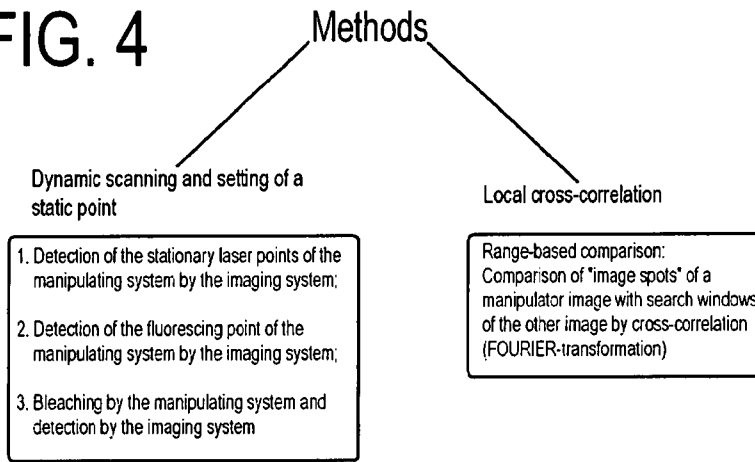 FIG. 4
Methods
Dynamic scanning and setting of a
static point
1. Detection of the stationary laser points of the
manipulating system by the imaging system;
2. Detection of the fluorescing point of the
manipulating system by the imaging system;
3. Bleaching by the manipulating system and
detection by the imaging system
Local cross-correlation
Range-based comparison:
Comparison of "image spots" of a
manipulator image with search windows
of the other image by cross-correlation
(FOURIER-transformation)